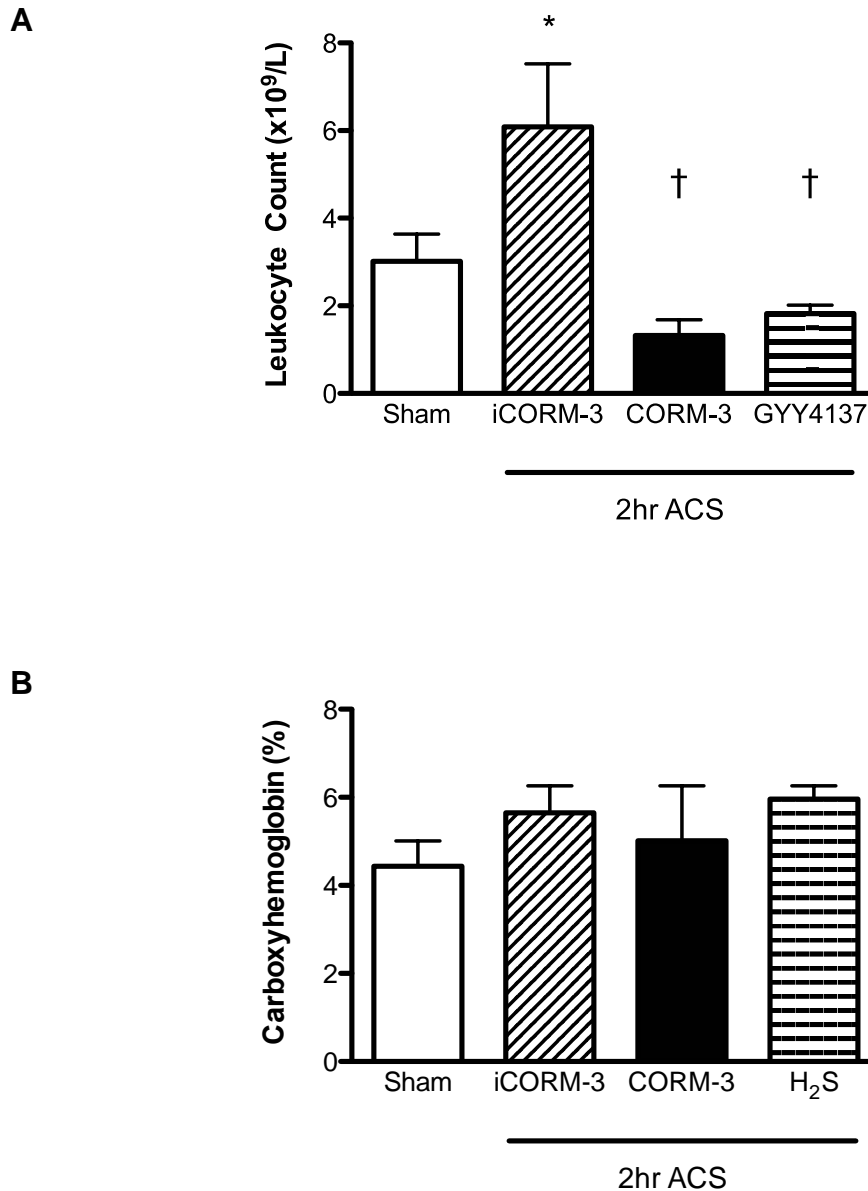 A
*
8
6
4
2
0
Leukocyte Count (x10⁹/L)
† †
Sham iCORM-3 CORM-3 GYY4137
2hr ACS
B
8
6
4
2
0
Carboxyhemoglobin (%)
Sham iCORM-3 CORM-3 H₂S
2hr ACS